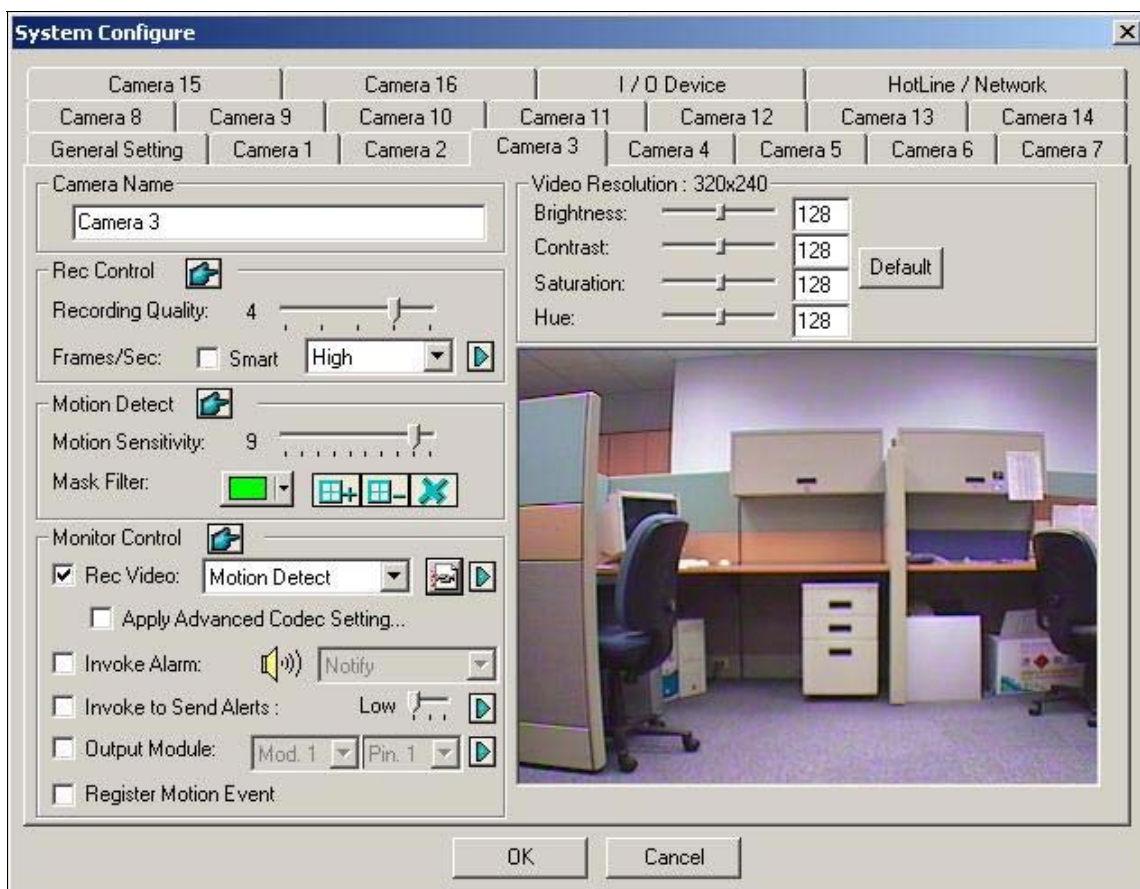 System Configure
Camera 15 Camera 16 I / O Device HotLine / Network
Camera 8 Camera 9 Camera 10 Camera 11 Camera 12 Camera 13 Camera 14
General Setting Camera 1 Camera 2 Camera 3 Camera 4 Camera 5 Camera 6 Camera 7
Camera Name
Camera 3
Rec Control
Recording Quality: 4
Frames/Sec: Smart High
Motion Detect
Motion Sensitivity: 9
Mask Filter:
Monitor Control
Rec Video: Motion Detect
Apply Advanced Codec Setting...
Invoke Alarm: Notify
Invoke to Send Alerts : Low
Output Module: Mod. 1 Pin. 1
Register Motion Event
Video Resolution : 320x240
Brightness: 128
Contrast: 128
Saturation: 128
Hue: 128
Default
OK Cancel